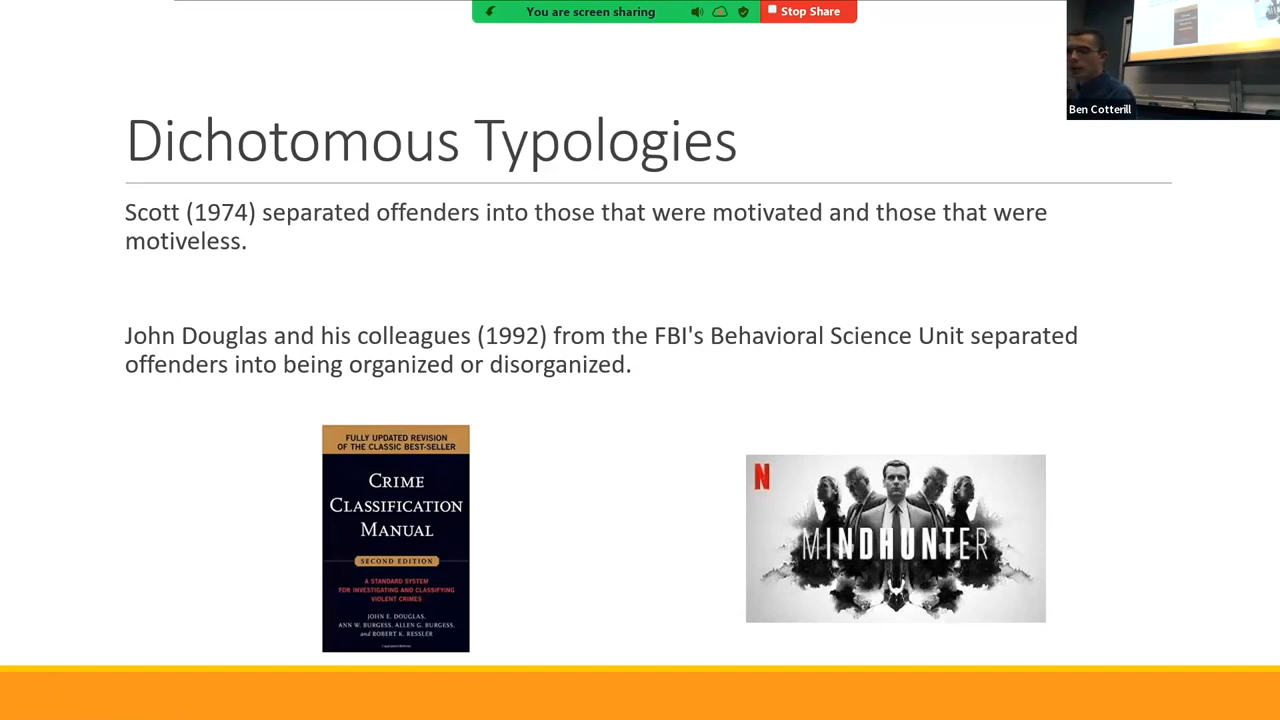 You are screen sharing
Stop Share
Ben Cotterill
Dichotomous Typologies
Scott (1974) separated offenders into those that were motivated and those that were
motiveless.
John Douglas and his colleagues (1992) from the FBI's Behavioral Science Unit separated
offenders into being organized or disorganized.
FULLY UPDATED REVISION
OF THE CLASSIC BEST-SELLER
CRIME
CLASSIFICATION
MANUAL
SECOND EDITION
A STANDARD SYSTEM
FOR INVESTIGATING AND CLASSIFYING
VIOLENT CRIMES
JOHN E. DOUGLAS,
ANN W. BURGESS, ALLEN G. BURGESS,
and ROBERT K. RESSLER
N
MINDHUNTER